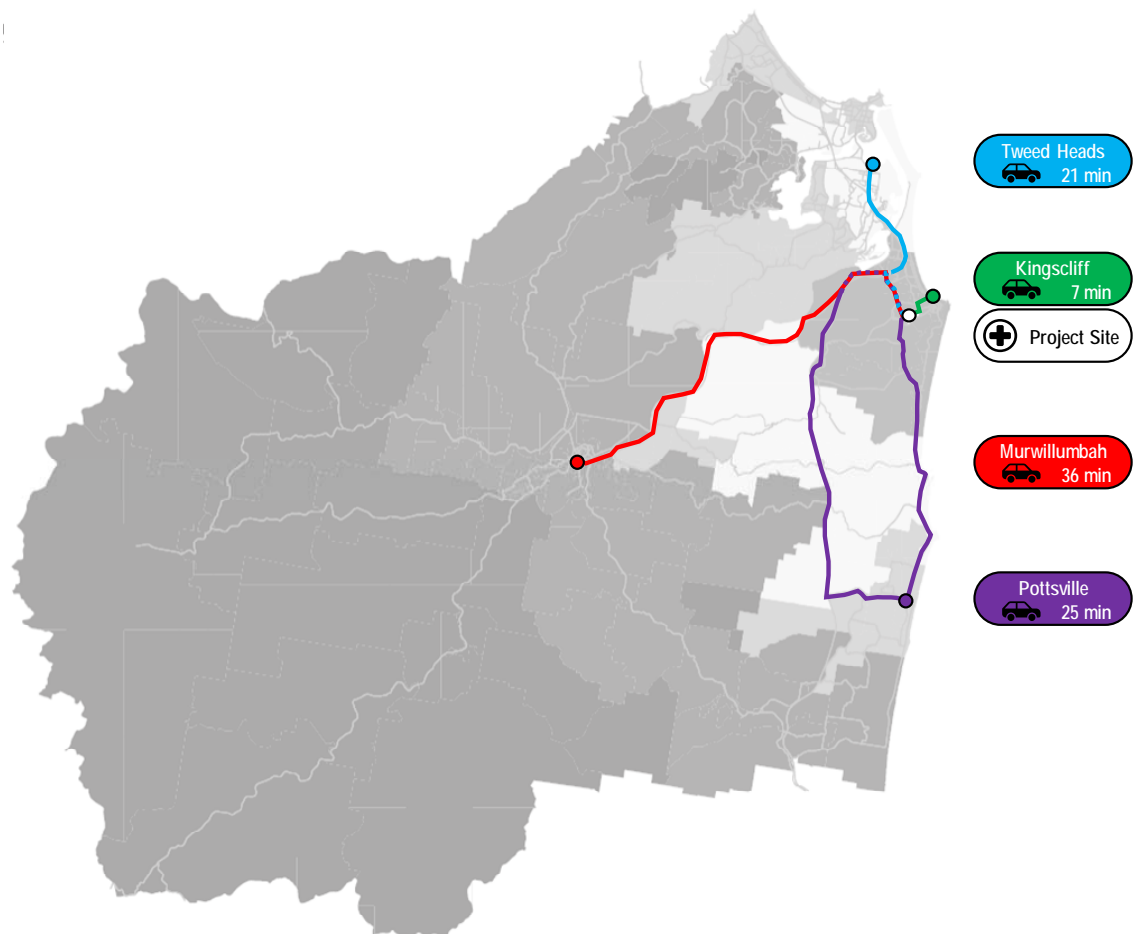 Tweed Heads
21 min
Kingscliff
7 min
Project Site
Murwillumbah
36 min
Pottsville
25 min